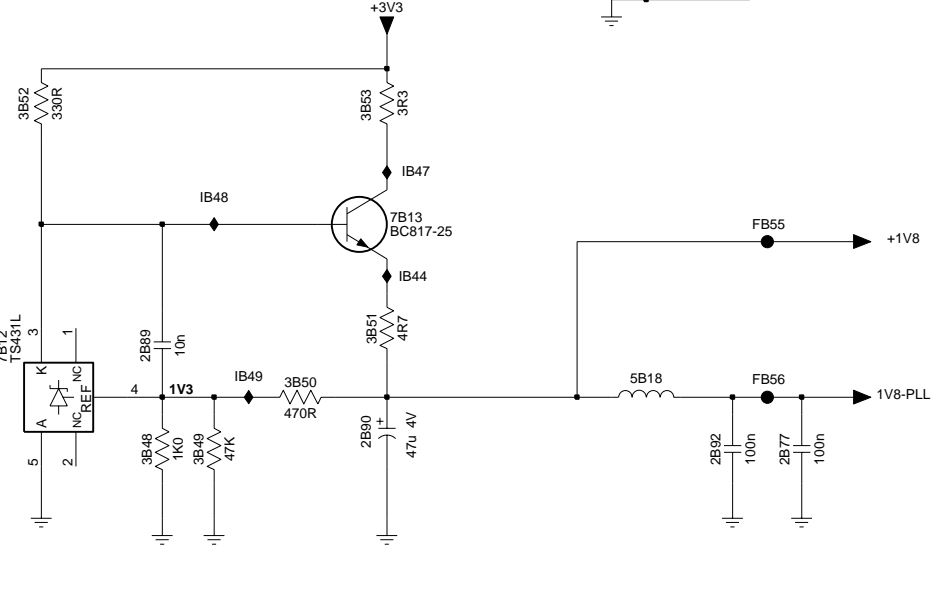 +3V3
3B52
330R
3B53
3R3
IB47
IB48
7B13
BC817-25
IB44
FB55
+1V8
3B51
4R7
7B12
TS431L
3
1
K
NC
2B89
10n
4
1V3
IB49
3B50
470R
5B18
FB56
1V8-PLL
REF
A
NC
5
2
3B48
1K0
3B49
47K
2B90
+
47u 4V
2B92
100n
2B77
100n